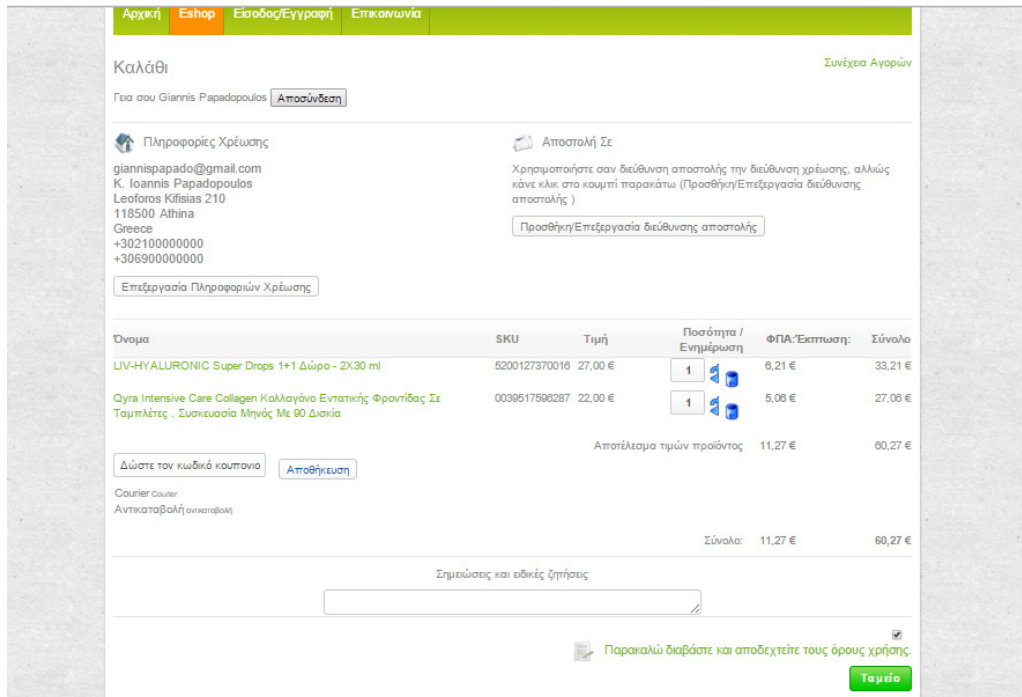 Αρχική Eshop Είσοδος/Εγγραφή Επικοινωνία
Συνέχεια Αγορών
Καλάθι
Γεια σου Giannis Papadopoulos Αποσύνδεση
Πληροφορίες Χρέωσης
giannispapado@gmail.com
K. Ioannis Papadopoulos
Leoforos Kifisias 210
118500 Athina
Greece
+302100000000
+306900000000
Επεξεργασία Πληροφοριών Χρέωσης
Αποστολή Σε
Χρησιμοποιήστε σαν διεύθυνση αποστολής την διεύθυνση χρέωσης, αλλιώς
κάνε κλικ στο κουμπί παρακάτω (Προσθήκη/Επεξεργασία διεύθυνσης
αποστολής )
Προσθήκη/Επεξεργασία διεύθυνσης αποστολής
Όνομα SKU Τιμή Ποσότητα / Ενημέρωση ΦΠΑ:Έκπτωση: Σύνολο
LIV-HYALURONIC Super Drops 1+1 Δώρο - 2X30 ml 5200127370016 27,00 € 1 6,21 € 33,21 €
Qyra Intensive Care Collagen Κολλαγόνο Εντατικής Φροντίδας Σε 0039517596287 22,00 € 1 5,06 € 27,06 €
Ταμπλέτες . Συσκευασία Μηνός Με 90 Δισκία
Αποτέλεσμα τιμών προϊόντος 11,27 € 60,27 €
Δώστε τον κωδικό κουπονιο Αποθήκευση
Courier Courier
Αντικαταβολή αντικαταβολή
Σύνολο: 11,27 € 60,27 €
Σημειώσεις και ειδικές ζητήσεις
Παρακαλώ διαβάστε και αποδεχτείτε τους όρους χρήσης.
Ταμείο